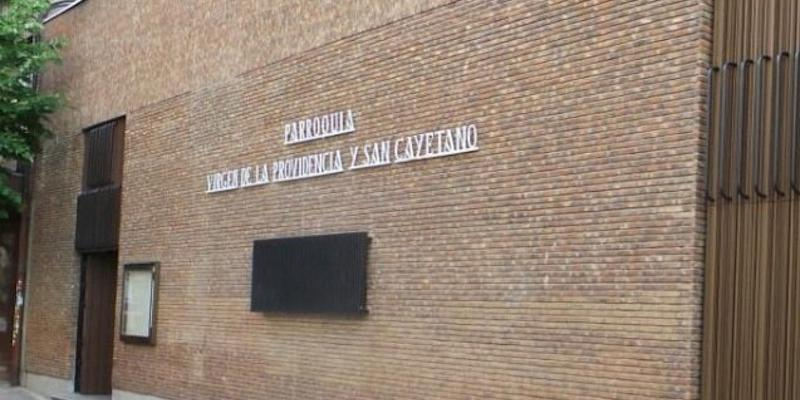 PARROQUIA
VIRGEN DE LA PROVIDENCIA Y SAN CAYETANO